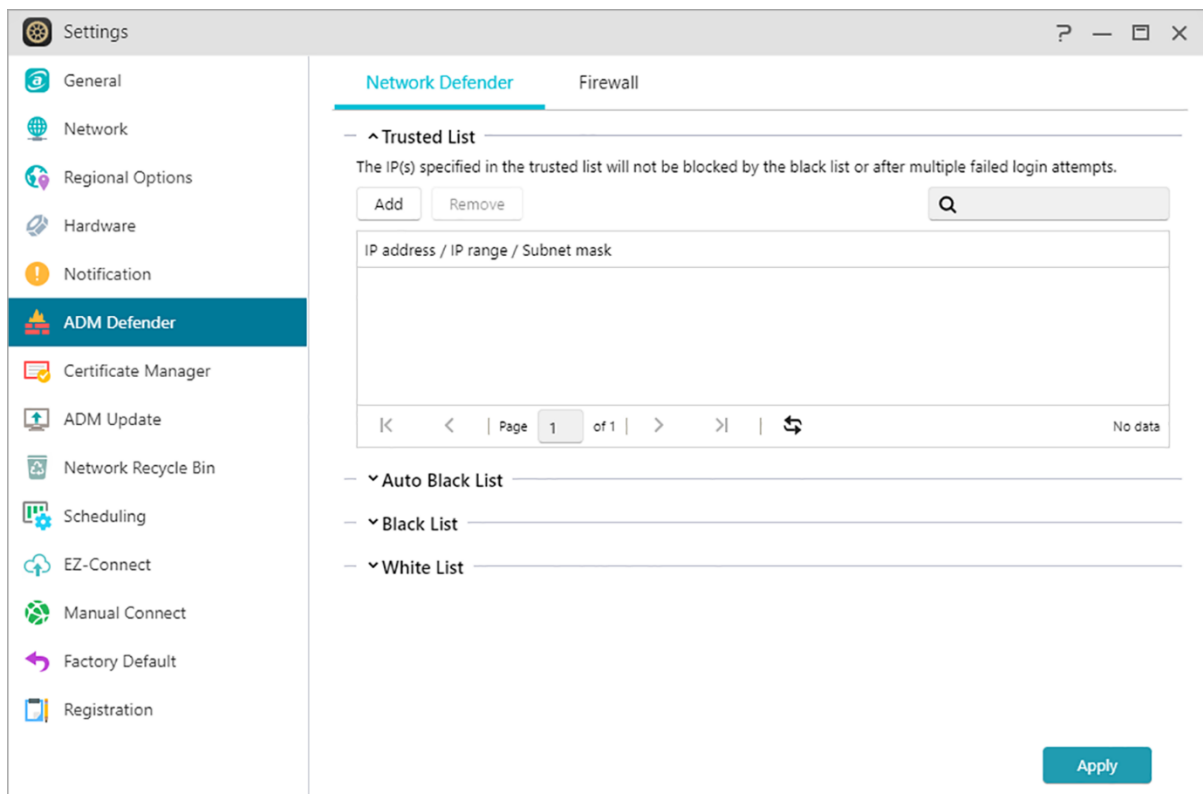 Settings
General
Network
Regional Options
Hardware
Notification
ADM Defender
Certificate Manager
ADM Update
Network Recycle Bin
Scheduling
EZ-Connect
Manual Connect
Factory Default
Registration
Network Defender Firewall
Trusted List
The IP(s) specified in the trusted list will not be blocked by the black list or after multiple failed login attempts.
Add Remove
IP address / IP range / Subnet mask
Page 1 of 1 No data
Auto Black List
Black List
White List
Apply